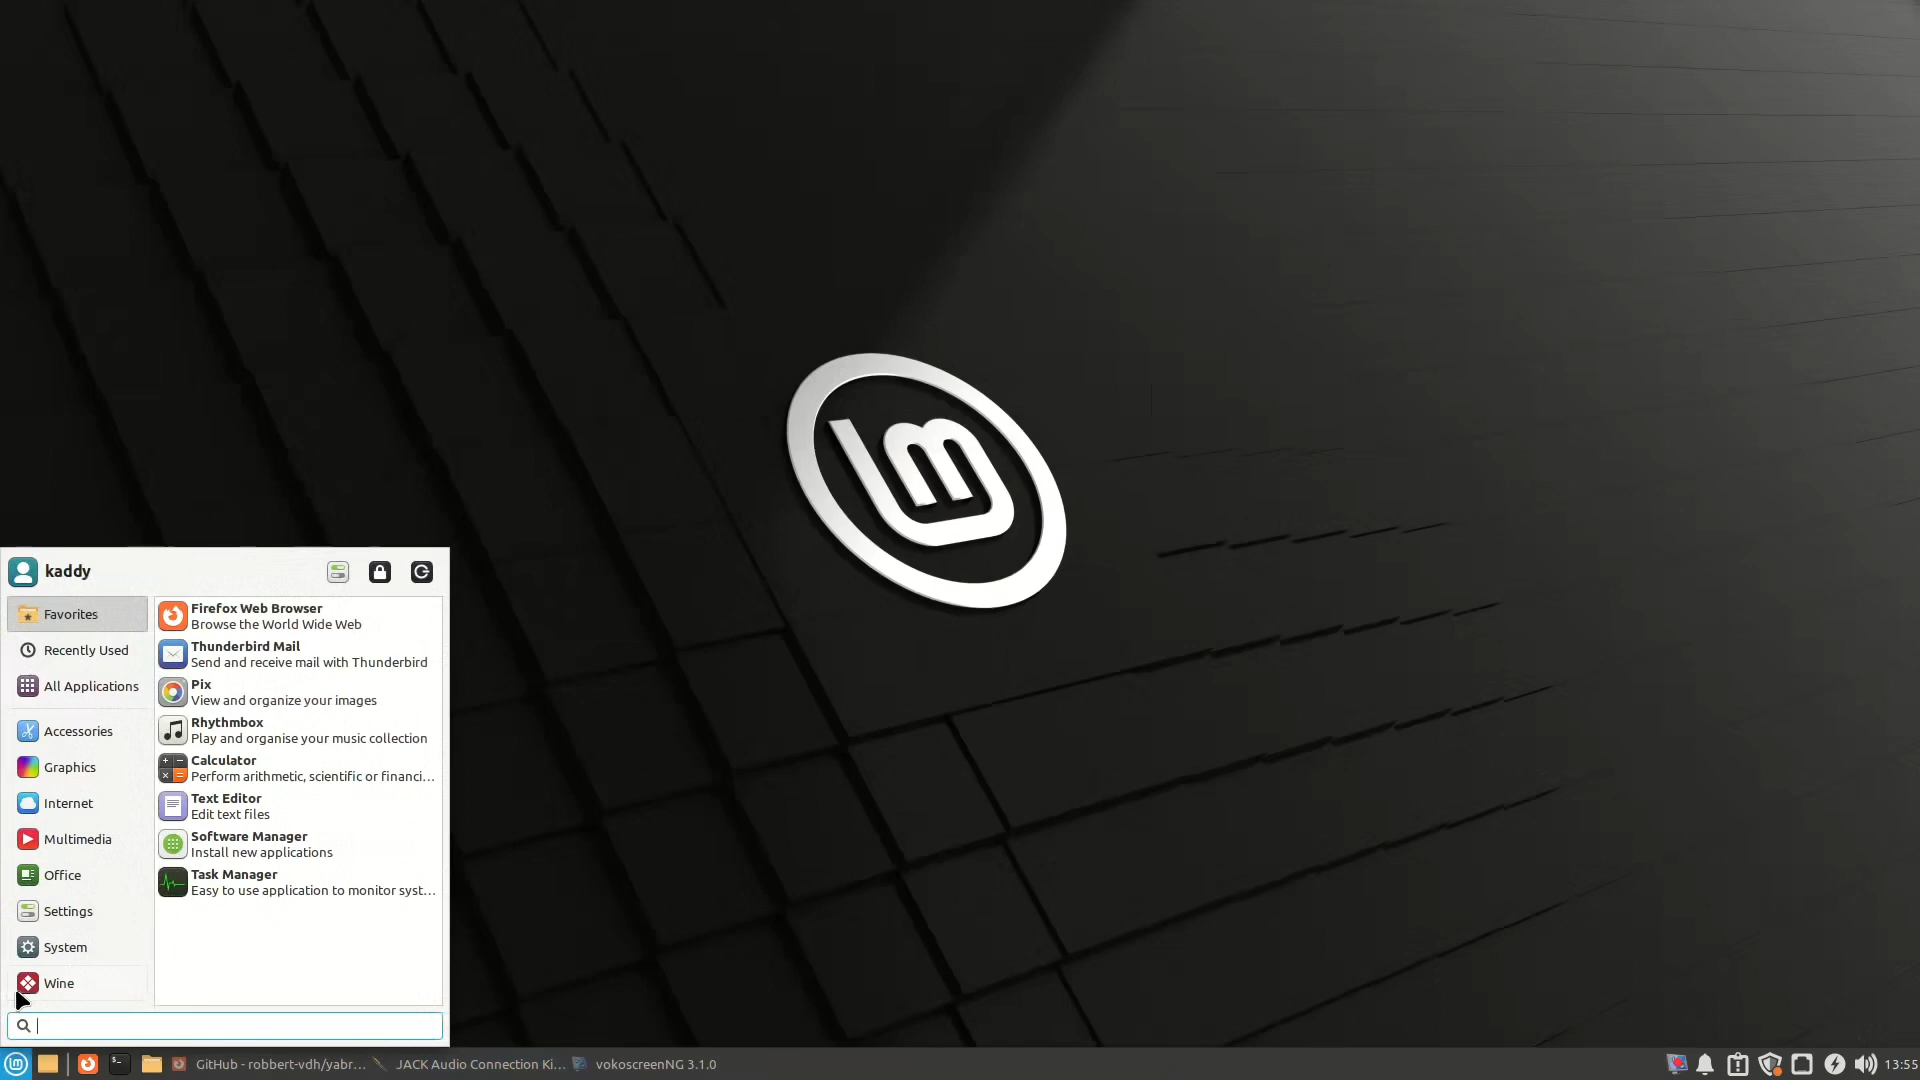 kaddy
Favorites
Recently Used
All Applications
Accessories
Graphics
Internet
Multimedia
Office
Settings
System
Wine
Firefox Web Browser
Browse the World Wide Web
Thunderbird Mail
Send and receive mail with Thunderbird
Pix
View and organize your images
Rhythmbox
Play and organise your music collection
Calculator
Perform arithmetic, scientific or financi...
Text Editor
Edit text files
Software Manager
Install new applications
Task Manager
Easy to use application to monitor syst...
GitHub - robbert-vdh/yabr...
JACK Audio Connection Ki...
vokoscreenNG 3.1.0
13:55